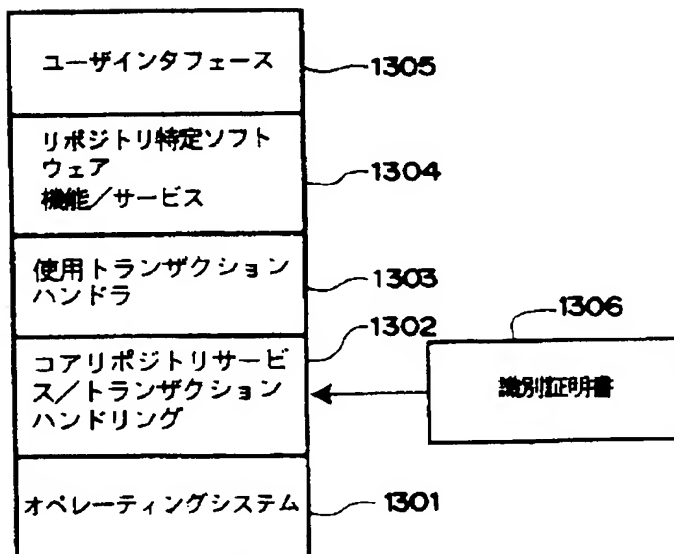 ユーザインタフェース
1305
リポジトリ特定ソフト
ウェア
機能／サービス
1304
使用トランザクション
ハンドラ
1303
1302
コアリポジトリサービ
ス／トランザクション
ハンドリング
1306
識別証明書
オペレーティングシステム
1301